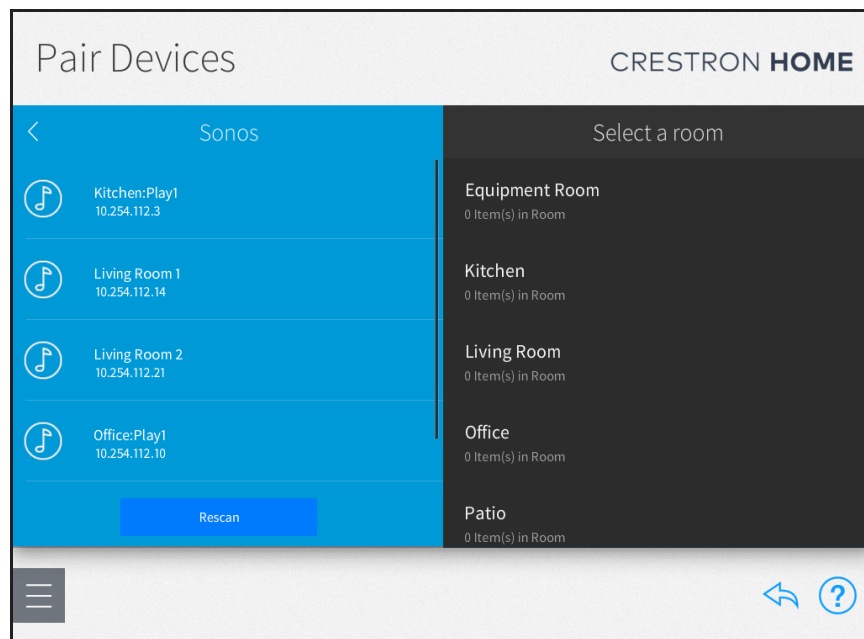 Pair Devices
CRESTRON HOME
Sonos
Kitchen:Play1
10.254.112.3
Living Room 1
10.254.112.14
Living Room 2
10.254.112.21
Office:Play1
10.254.112.10
Rescan
Select a room
Equipment Room
0 Item(s) in Room
Kitchen
0 Item(s) in Room
Living Room
0 Item(s) in Room
Office
0 Item(s) in Room
Patio
0 Item(s) in Room
?